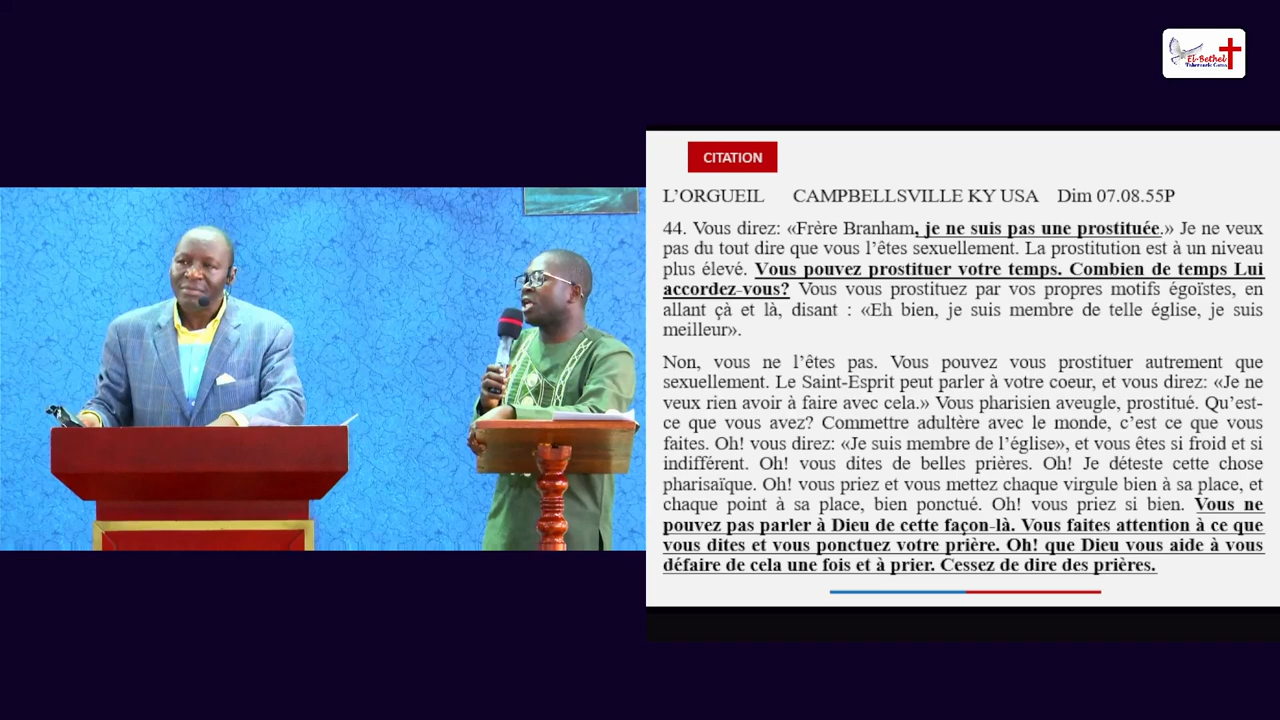 El-Bethel
CITATION
L’ORGUEIL CAMPBELLSVILLE KY USA Dim 07.08.55P
44. Vous direz: «Frère Branham, je ne suis pas une prostituée.» Je ne veux
pas du tout dire que vous l’êtes sexuellement. La prostitution est à un niveau
plus élevé. Vous pouvez prostituer votre temps. Combien de temps Lui
accordez-vous? Vous vous prostituez par vos propres motifs égoïstes, en
allant çà et là, disant : «Eh bien, je suis membre de telle église, je suis
meilleur».
Non, vous ne l’êtes pas. Vous pouvez vous prostituer autrement que
sexuellement. Le Saint-Esprit peut parler à votre coeur, et vous direz: «Je ne
veux rien avoir à faire avec cela.» Vous pharisien aveugle, prostitué. Qu’est-
ce que vous avez? Commettre adultère avec le monde, c’est ce que vous
faites. Oh! vous direz: «Je suis membre de l’église», et vous êtes si froid et si
indifférent. Oh! vous dites de belles prières. Oh! Je déteste cette chose
pharisaïque. Oh! vous priez et vous mettez chaque virgule bien à sa place, et
chaque point à sa place, bien ponctué. Oh! vous priez si bien. Vous ne
pouvez pas parler à Dieu de cette façon-là. Vous faites attention à ce que
vous dites et vous ponctuez votre prière. Oh! que Dieu vous aide à vous
défaire de cela une fois et à prier. Cessez de dire des prières.